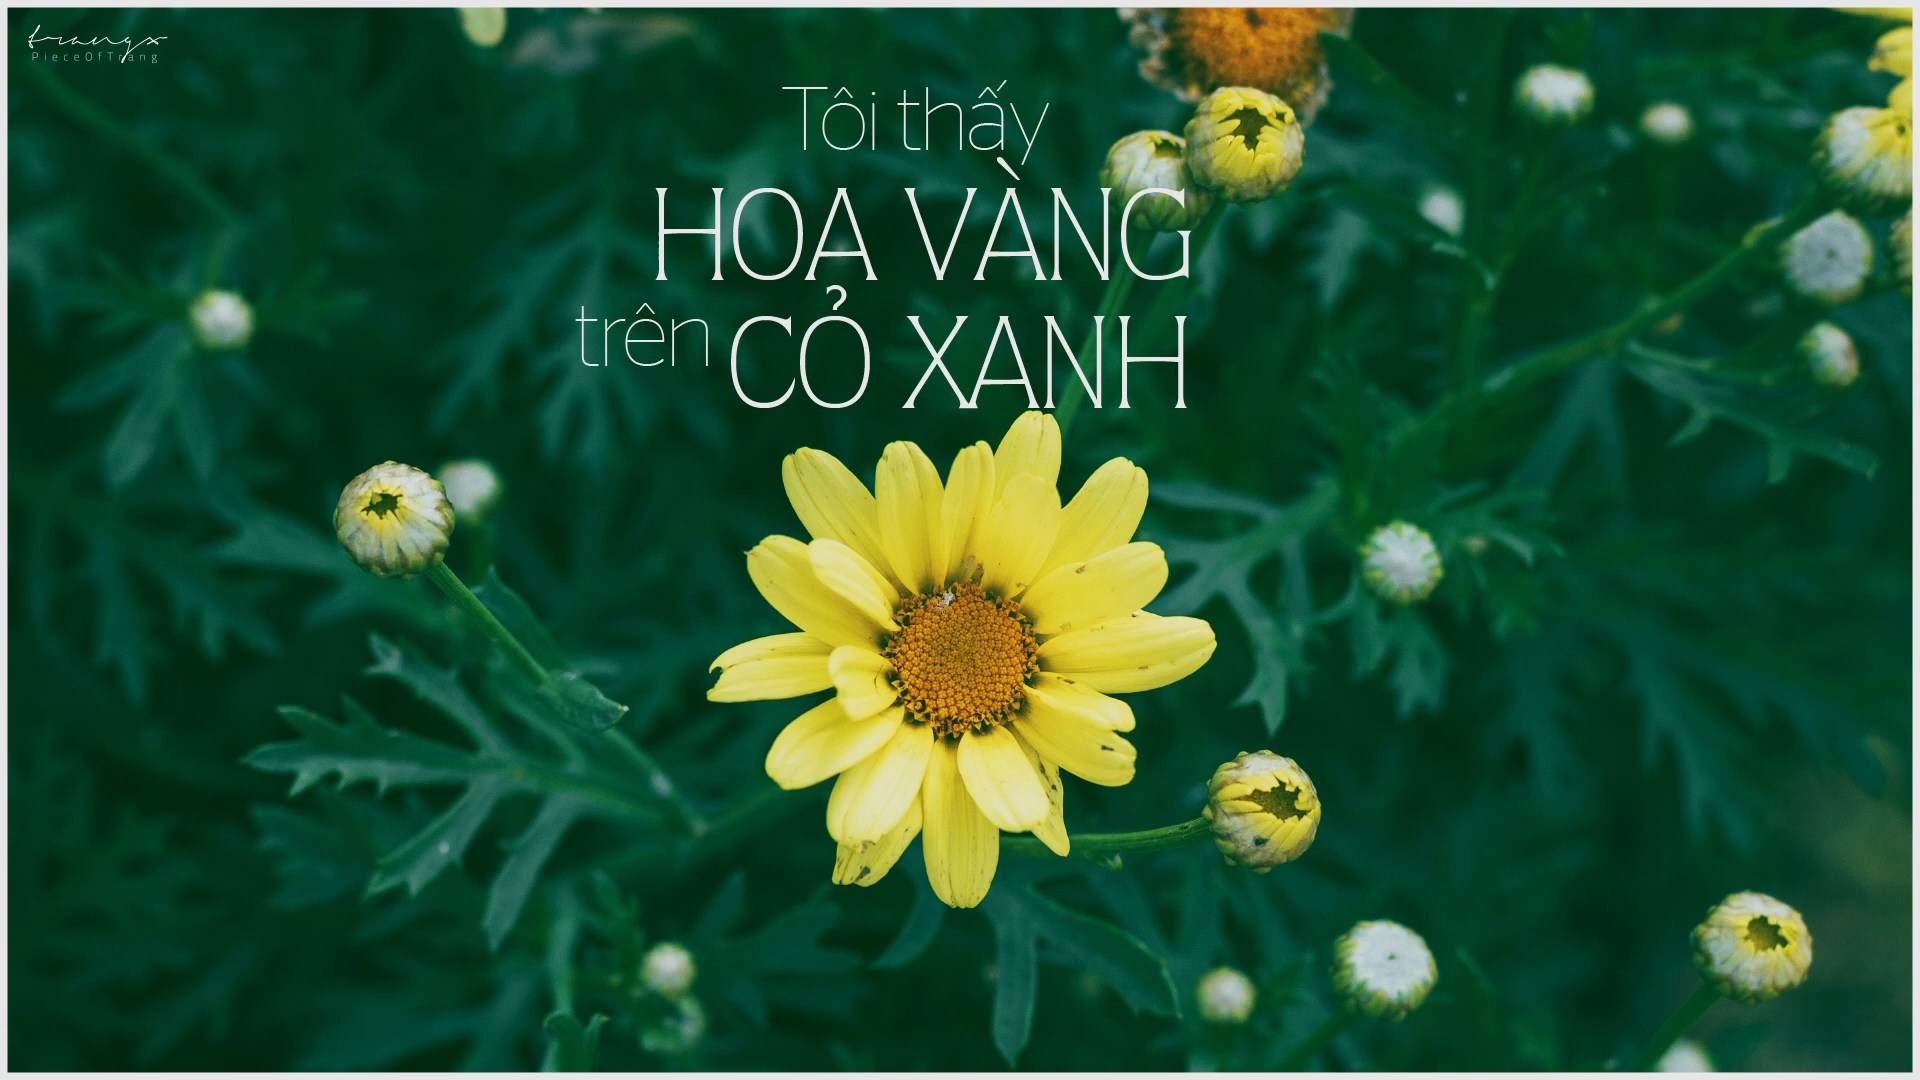 trangx
PieceOfTrang
Tôi thấy
HOA VÀNG
trên CỎ XANH